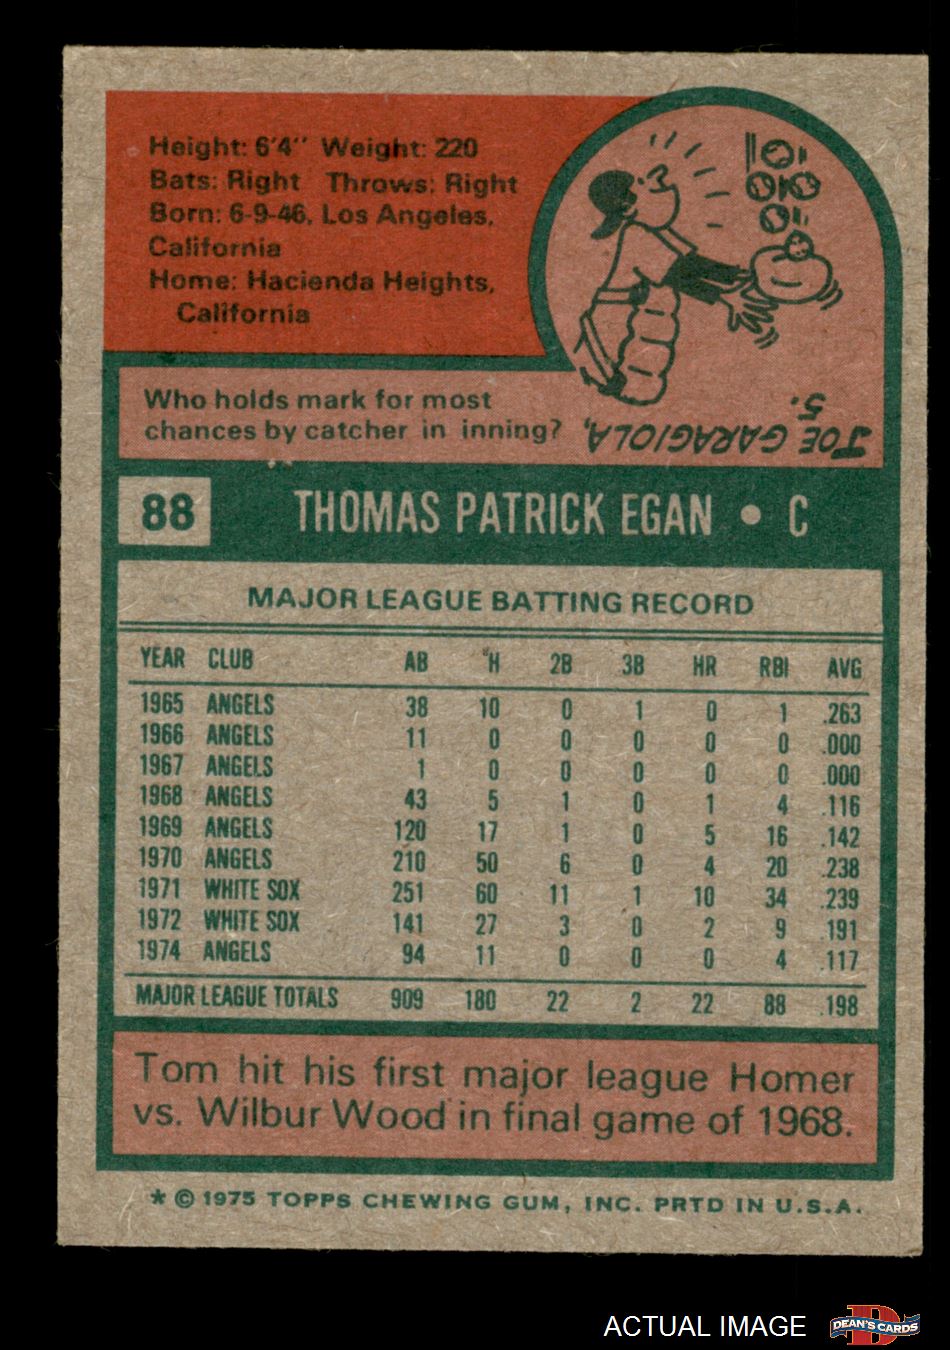 Height: 6'4'' Weight: 220
Bats: Right Throws: Right
Born: 6-9-46, Los Angeles,
California
Home: Hacienda Heights,
California
Who holds mark for most
chances by catcher in inning?
JOE GARAGIOLA,
5.
88 THOMAS PATRICK EGAN • C
MAJOR LEAGUE BATTING RECORD
YEAR CLUB AB H 2B 3B HR RBI AVG
1965 ANGELS 38 10 0 1 0 1 .263
1966 ANGELS 11 0 0 0 0 0 .000
1967 ANGELS 1 0 0 0 0 0 .000
1968 ANGELS 43 5 1 0 1 4 .116
1969 ANGELS 120 17 1 0 5 16 .142
1970 ANGELS 210 50 6 0 4 20 .238
1971 WHITE SOX 251 60 11 1 10 34 .239
1972 WHITE SOX 141 27 3 0 2 9 .191
1974 ANGELS 94 11 0 0 0 4 .117
MAJOR LEAGUE TOTALS 909 180 22 2 22 88 .198
Tom hit his first major league Homer
vs. Wilbur Wood in final game of 1968.
* © 1975 TOPPS CHEWING GUM, INC. PRTD IN U.S.A.
ACTUAL IMAGE
D
DEAN'S CARDS